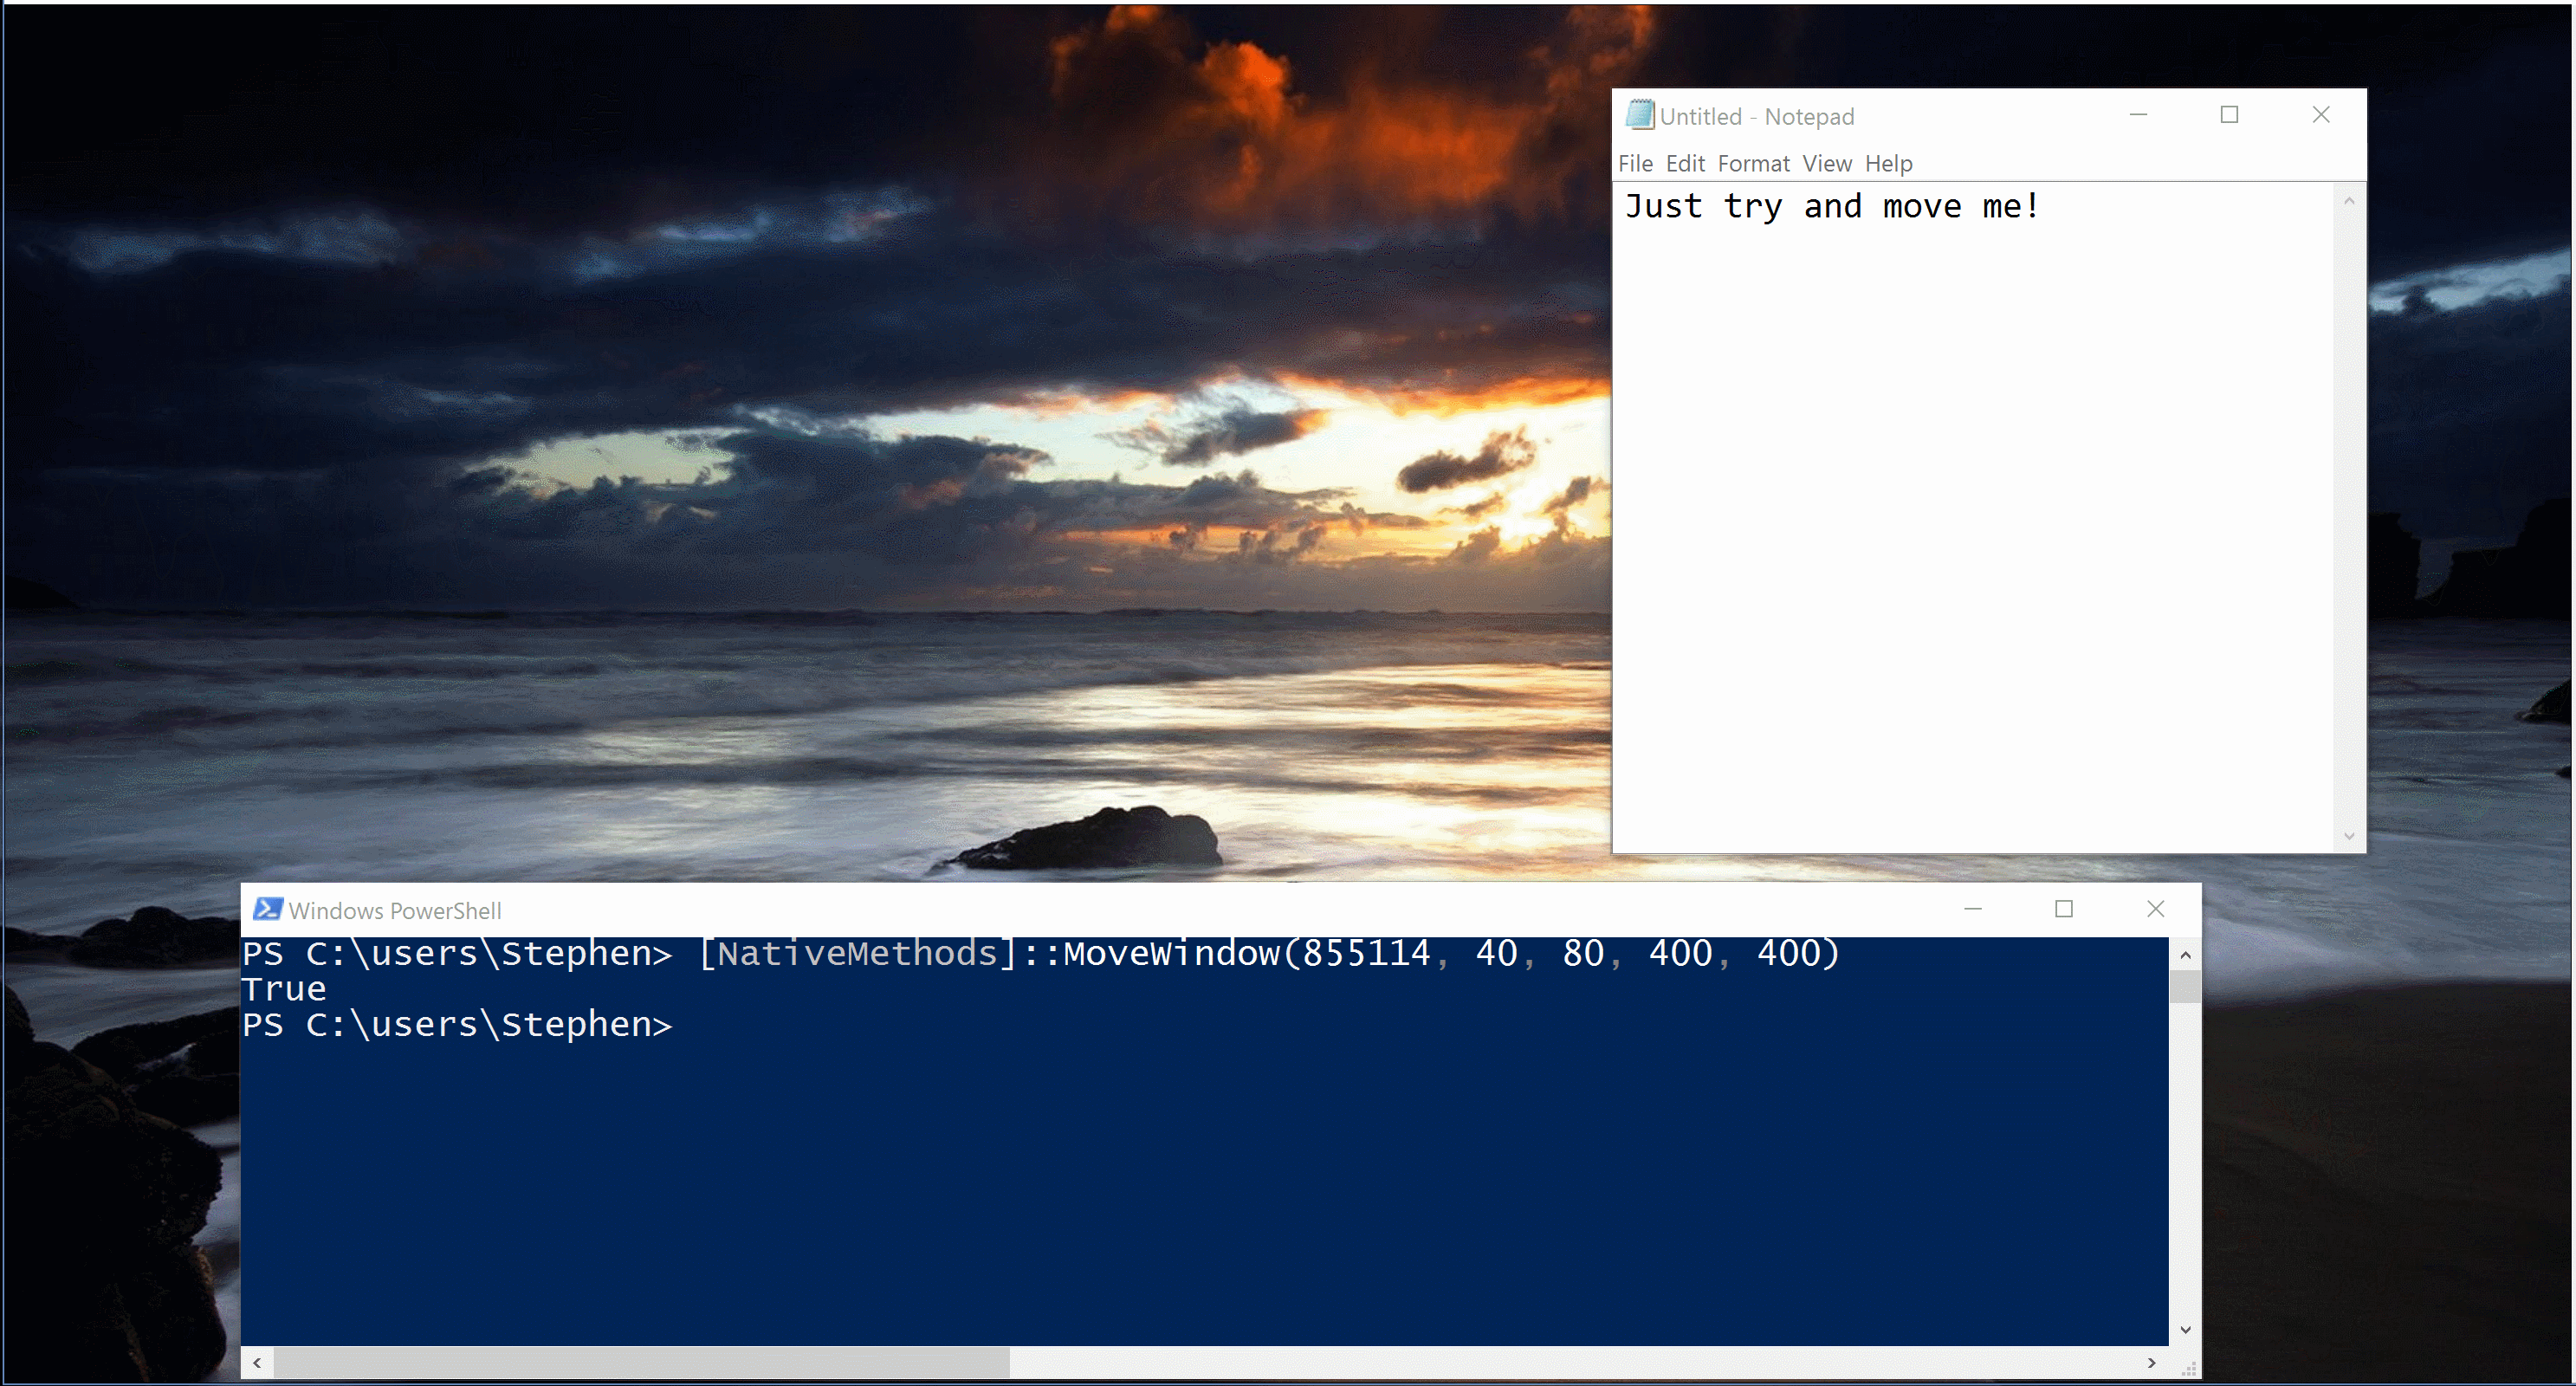 Untitled - Notepad
File Edit Format View Help
Just try and move me!
Windows PowerShell
PS C:\users\Stephen> [NativeMethods]::MoveWindow(855114, 40, 80, 400, 400)
True
PS C:\users\Stephen>